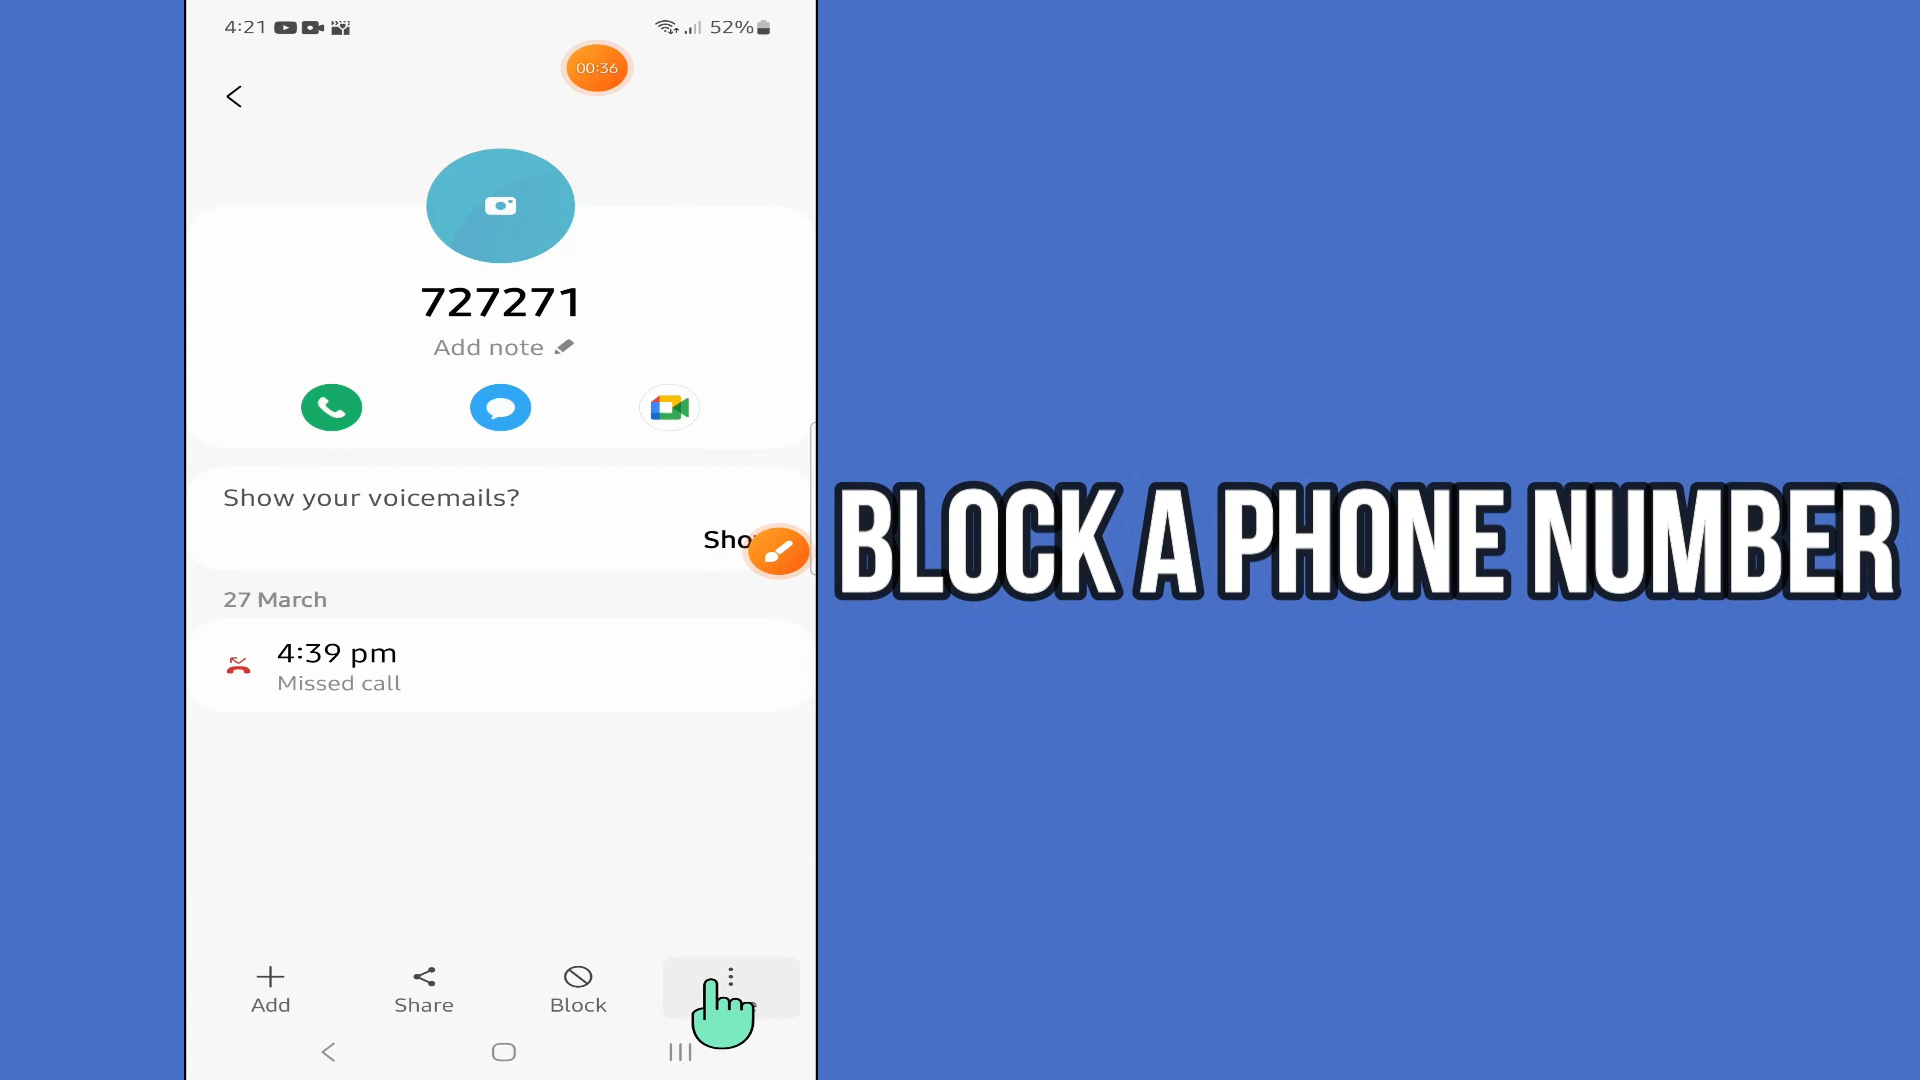 4:21
52%
00:36
727271
Add note
Show your voicemails?
27 March
4:39 pm
Missed call
Add
Share
Block
BLOCK A PHONE NUMBER